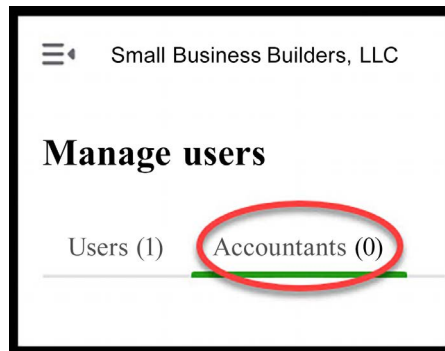 Small Business Builders, LLC
Manage users
Users (1) Accountants (0)